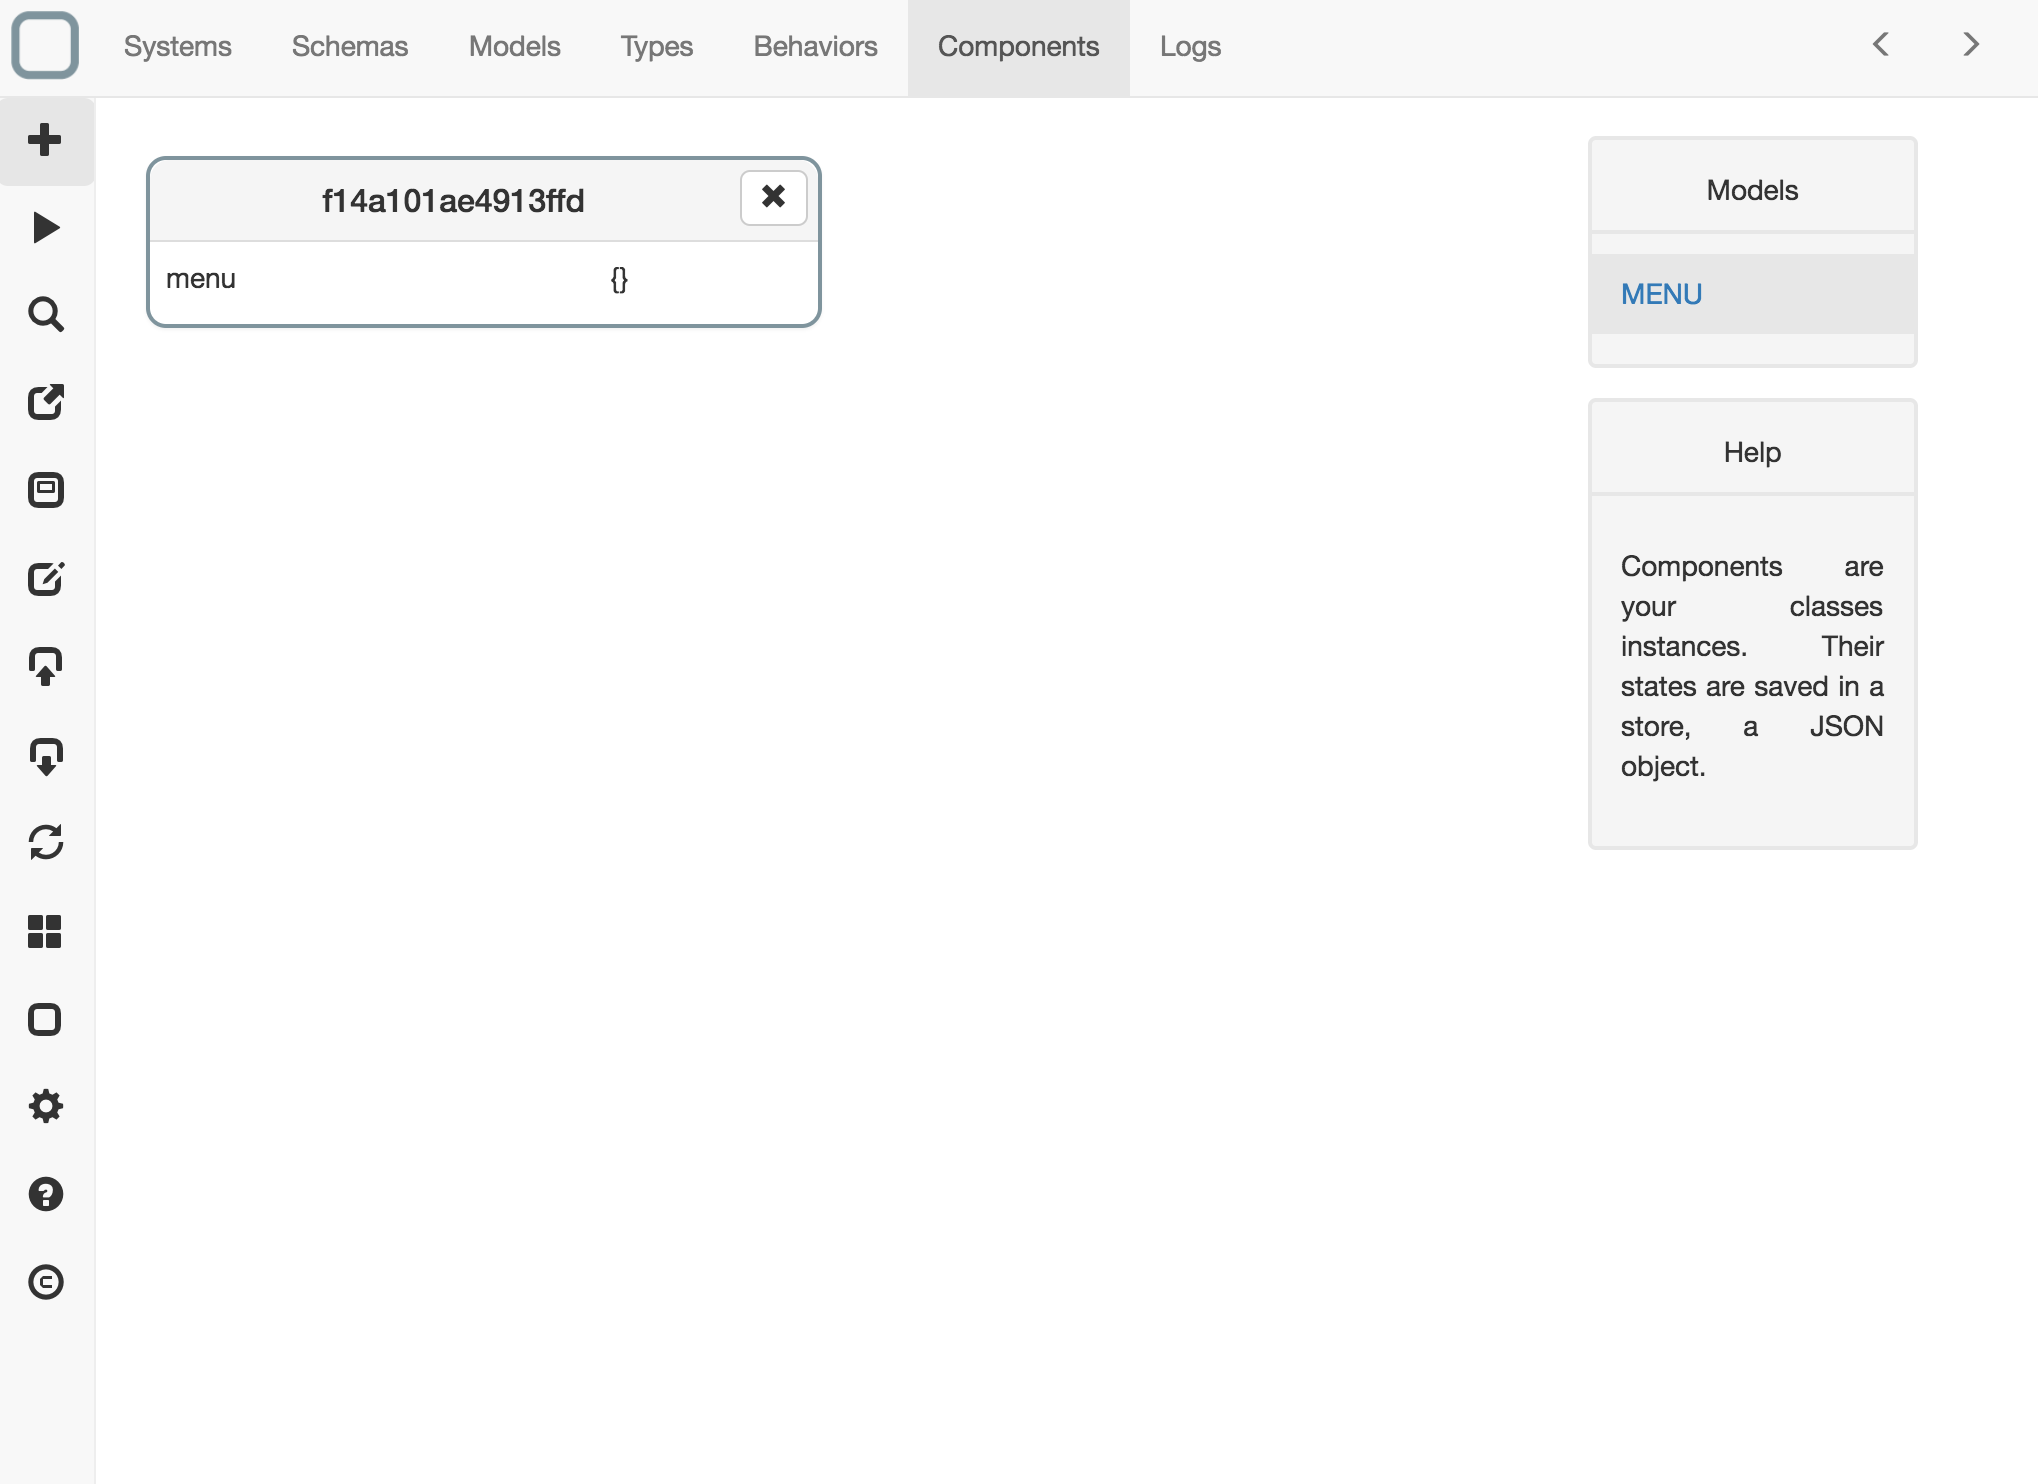 Systems Schemas Models Types Behaviors Components Logs
f14a101ae4913ffd
menu {}
Models
MENU
Help
Components are
your classes
instances. Their
states are saved in a
store, a JSON
object.